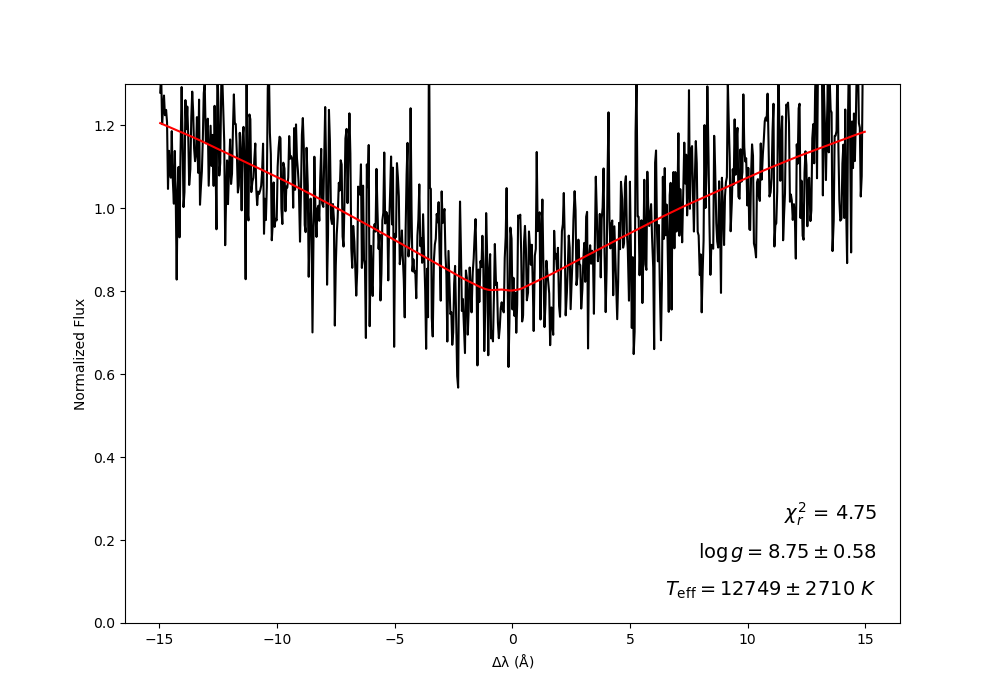 1.2
1.0
0.8
0.6
0.4
0.2
0.0
Normalized Flux
χ²ᵣ = 4.75
log g = 8.75 ± 0.58
T_eff = 12749 ± 2710 K
−15 −10 −5 0 5 10 15
Δλ (Å)